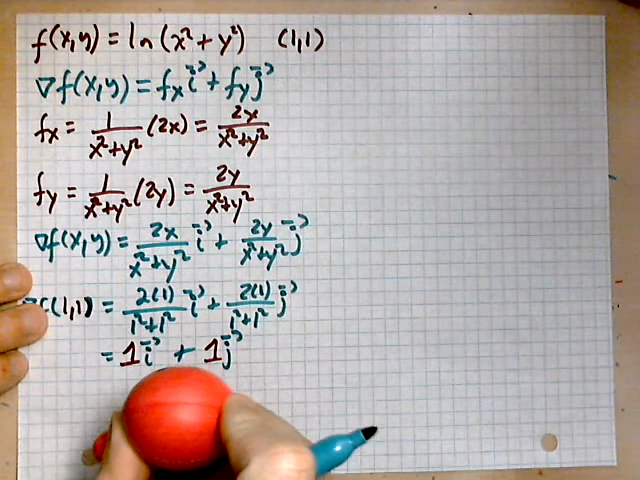 f(x,y) = ln(x²+y²) (1,1)
∇f(x,y) = fx i⃗ + fy j⃗
fx = 1/(x²+y²) (2x) = 2x/(x²+y²)
fy = 1/(x²+y²) (2y) = 2y/(x²+y²)
∇f(x,y) = 2x/(x²+y²) i⃗ + 2y/(x²+y²) j⃗
∇f(1,1) = 2(1)/(1²+1²) i⃗ + 2(1)/(1²+1²) j⃗
= 1 i⃗ + 1 j⃗